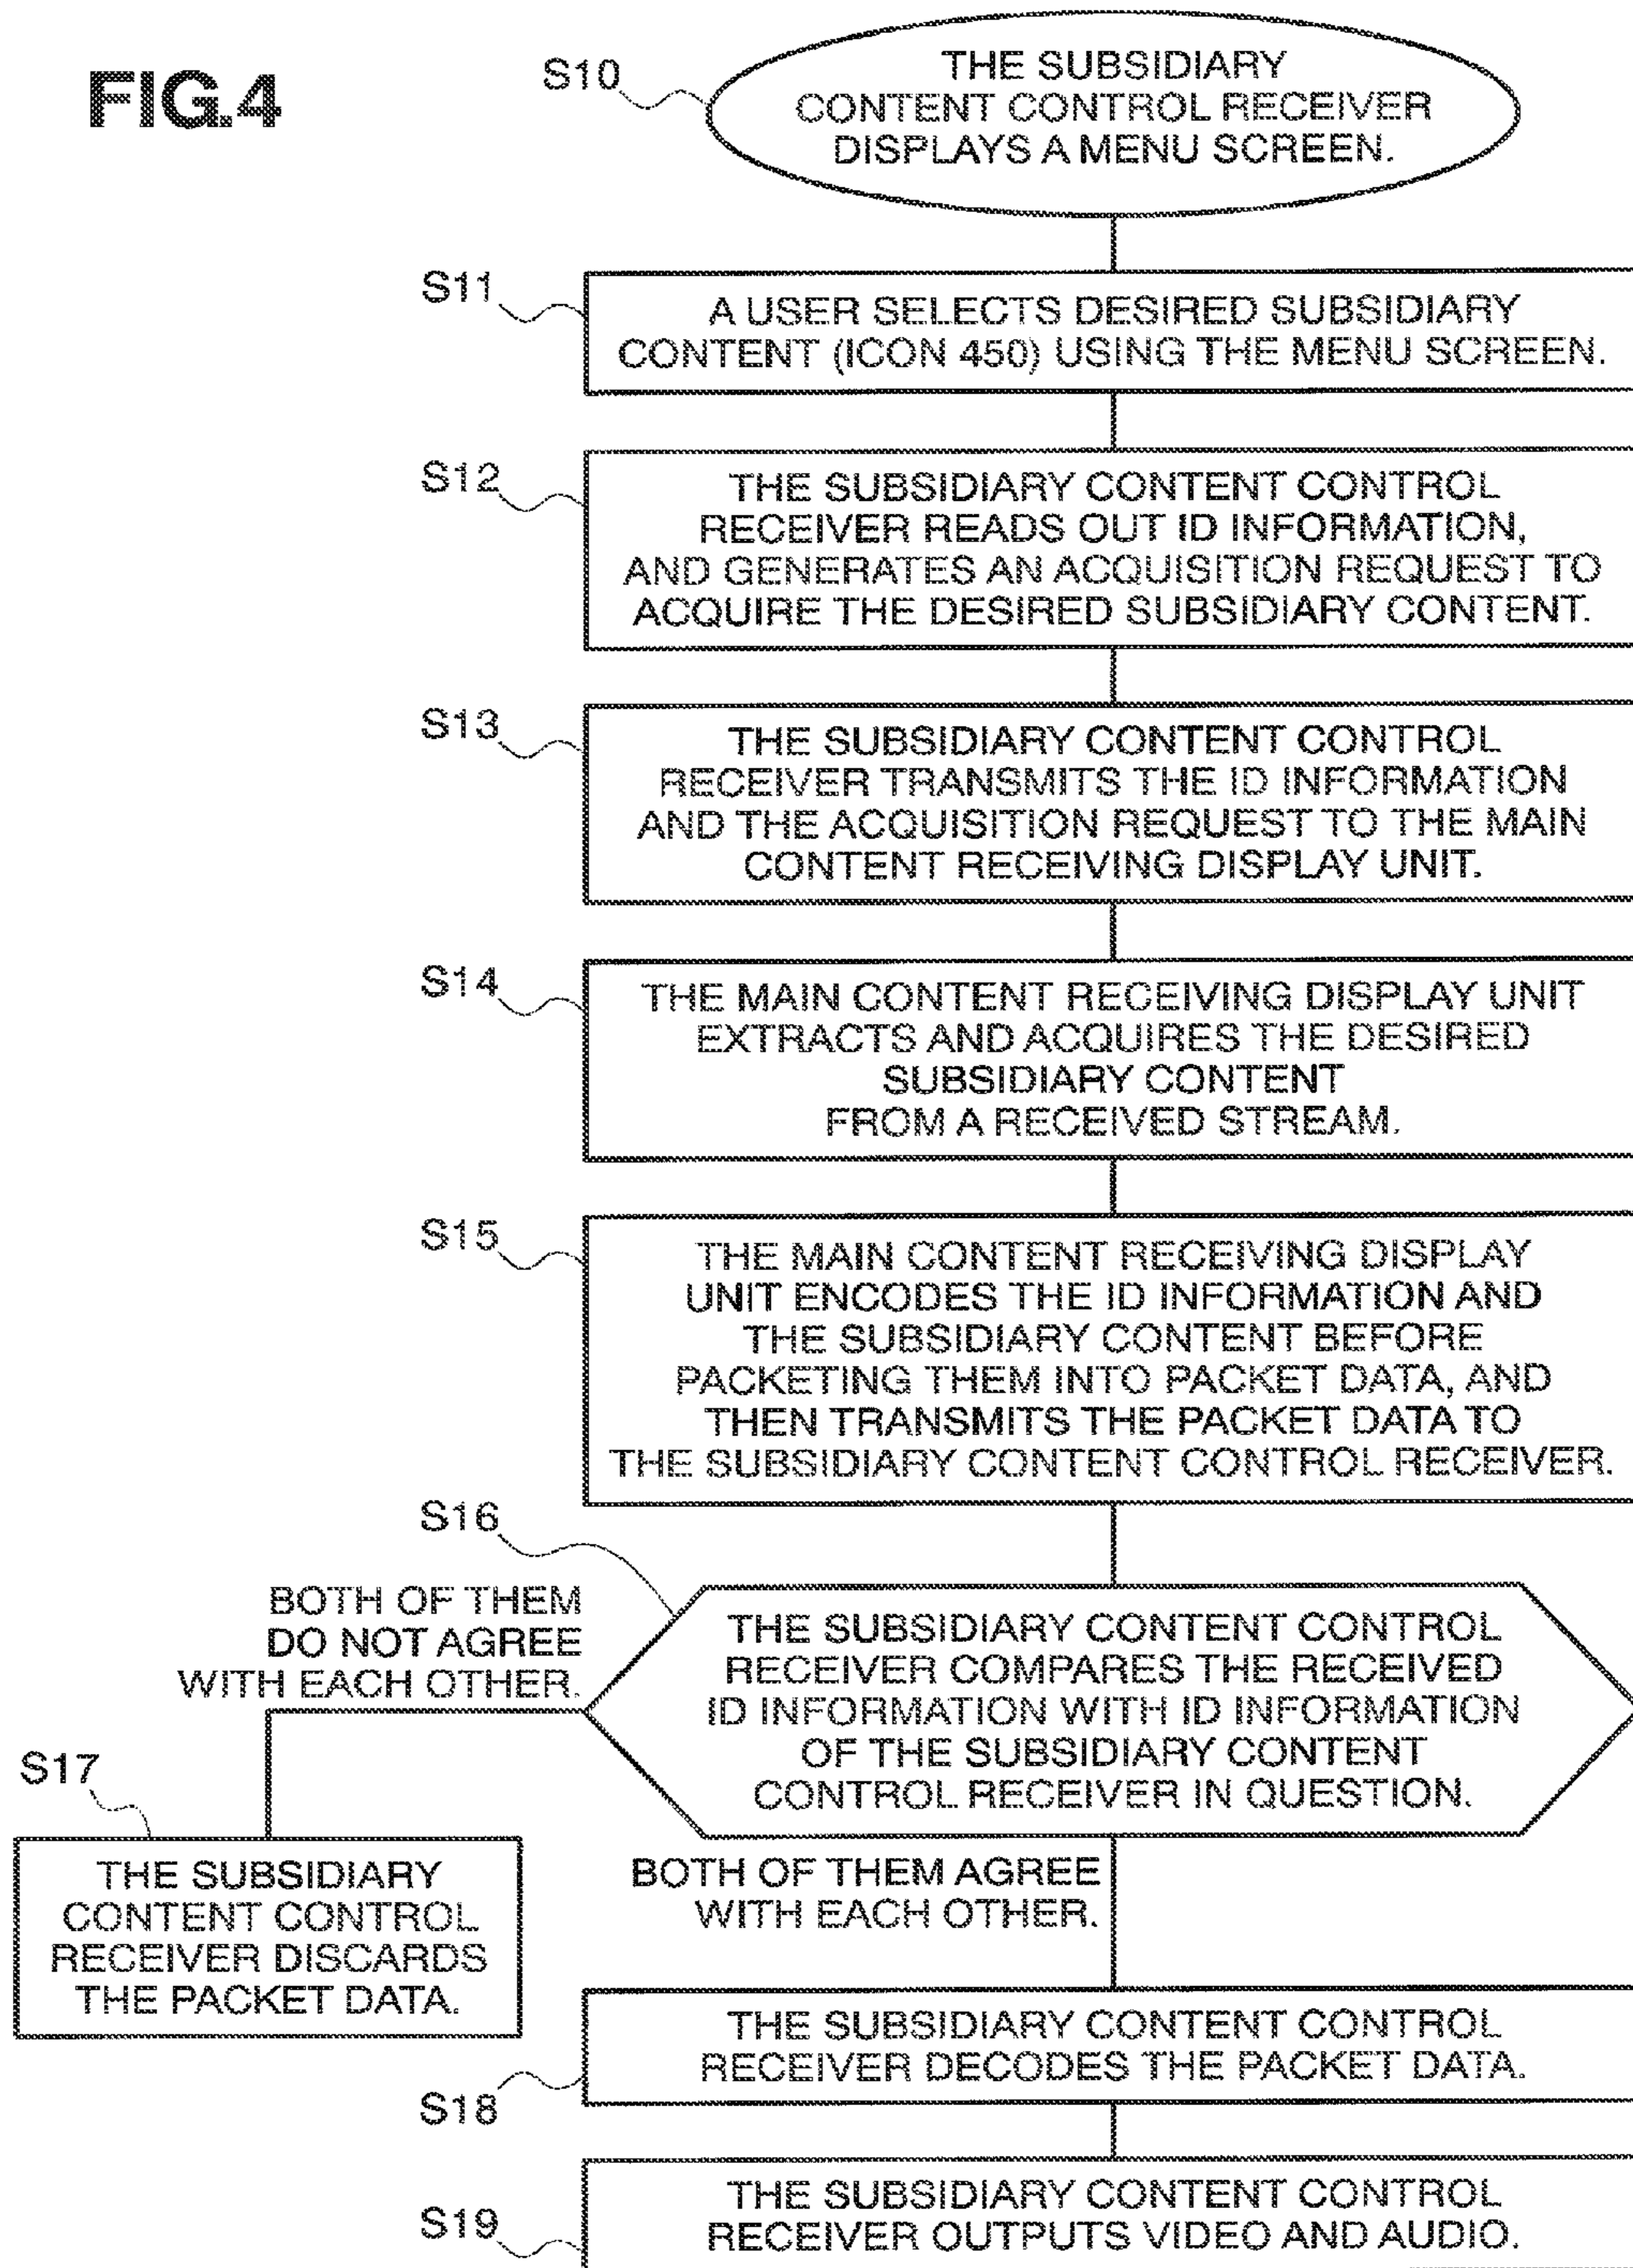 FIG.4
S10
THE SUBSIDIARY
CONTENT CONTROL RECEIVER
DISPLAYS A MENU SCREEN.
S11
A USER SELECTS DESIRED SUBSIDIARY
CONTENT (ICON 450) USING THE MENU SCREEN.
S12
THE SUBSIDIARY CONTENT CONTROL
RECEIVER READS OUT ID INFORMATION,
AND GENERATES AN ACQUISITION REQUEST TO
ACQUIRE THE DESIRED SUBSIDIARY CONTENT.
S13
THE SUBSIDIARY CONTENT CONTROL
RECEIVER TRANSMITS THE ID INFORMATION
AND THE ACQUISITION REQUEST TO THE MAIN
CONTENT RECEIVING DISPLAY UNIT.
S14
THE MAIN CONTENT RECEIVING DISPLAY UNIT
EXTRACTS AND ACQUIRES THE DESIRED
SUBSIDIARY CONTENT
FROM A RECEIVED STREAM.
S15
THE MAIN CONTENT RECEIVING DISPLAY
UNIT ENCODES THE ID INFORMATION AND
THE SUBSIDIARY CONTENT BEFORE
PACKETING THEM INTO PACKET DATA, AND
THEN TRANSMITS THE PACKET DATA TO
THE SUBSIDIARY CONTENT CONTROL RECEIVER.
S16
THE SUBSIDIARY CONTENT CONTROL
RECEIVER COMPARES THE RECEIVED
ID INFORMATION WITH ID INFORMATION
OF THE SUBSIDIARY CONTENT
CONTROL RECEIVER IN QUESTION.
BOTH OF THEM
DO NOT AGREE
WITH EACH OTHER.
S17
THE SUBSIDIARY
CONTENT CONTROL
RECEIVER DISCARDS
THE PACKET DATA.
BOTH OF THEM AGREE
WITH EACH OTHER.
S18
THE SUBSIDIARY CONTENT CONTROL
RECEIVER DECODES THE PACKET DATA.
S19
THE SUBSIDIARY CONTENT CONTROL
RECEIVER OUTPUTS VIDEO AND AUDIO.